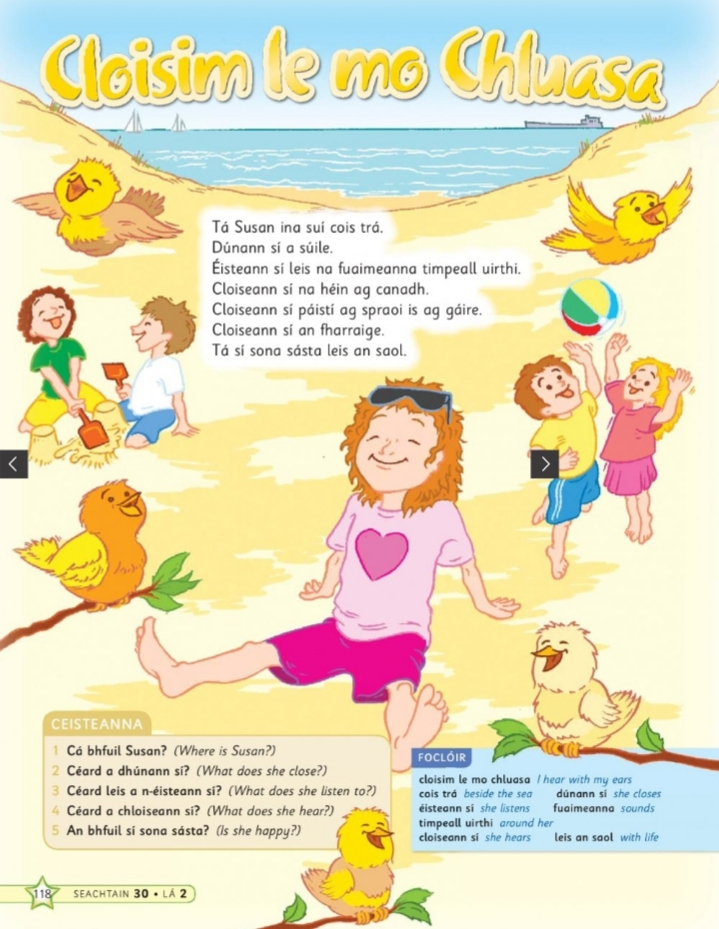 Cloisim le mo Chluasa
Tá Susan ina suí cois trá.
Dúnann sí a súile.
Éisteann sí leis na fuaimeanna timpeall uirthi.
Cloiseann sí na héin ag canadh.
Cloiseann sí páistí ag spraoi is ag gáire.
Cloiseann sí an fharraige.
Tá sí sona sásta leis an saol.
CEISTEANNA
1 Cá bhfuil Susan? (Where is Susan?)
2 Céard a dhúnann sí? (What does she close?)
3 Céard leis a n-éisteann sí? (What does she listen to?)
4 Céard a chloiseann sí? (What does she hear?)
5 An bhfuil sí sona sásta? (Is she happy?)
FOCLÓIR
cloisim le mo chluasa I hear with my ears
cois trá beside the sea dúnann sí she closes
éisteann sí she listens fuaimeanna sounds
timpeall uirthi around her
cloiseann sí she hears leis an saol with life
118 SEACHTAIN 30 • LÁ 2